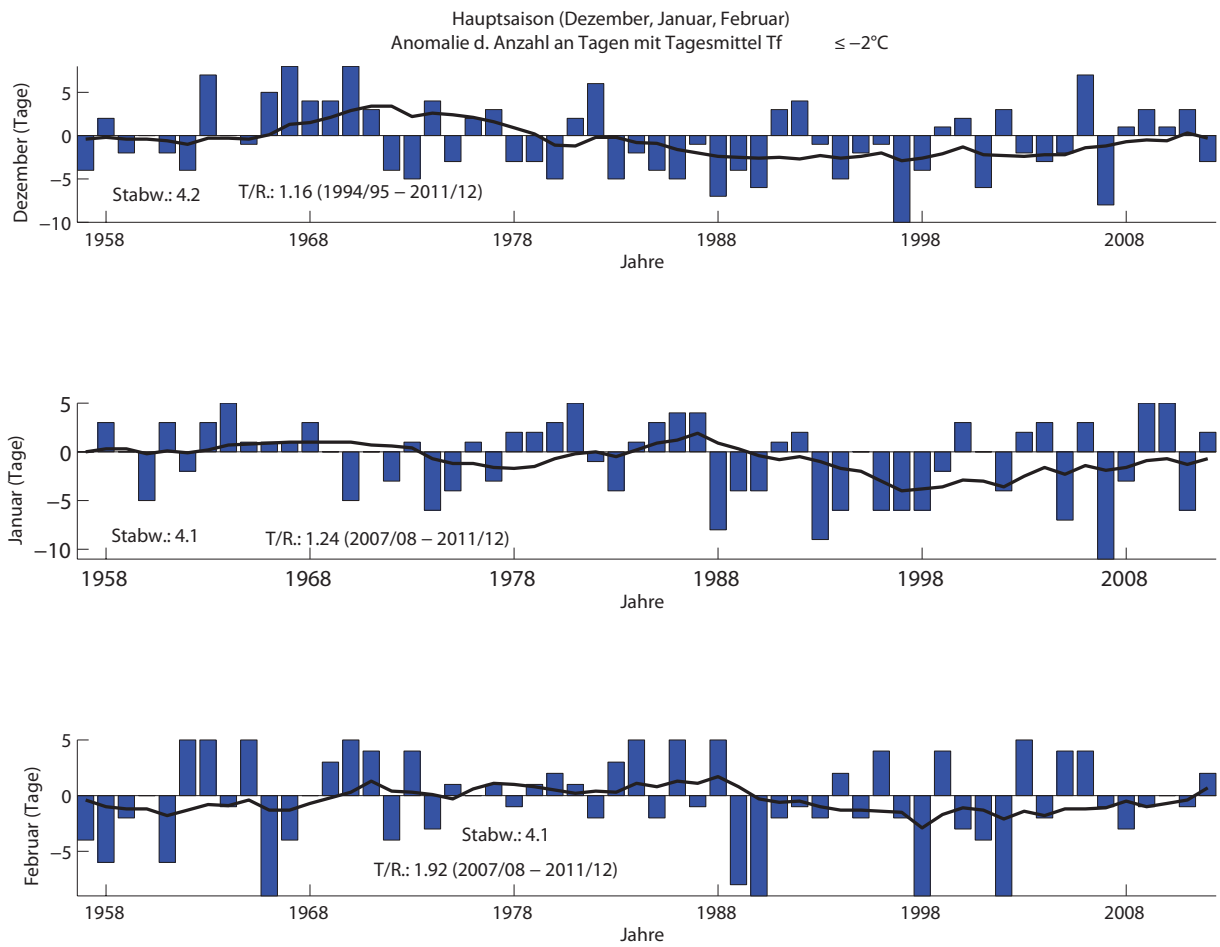 Hauptsaison (Dezember, Januar, Februar)
Anomalie d. Anzahl an Tagen mit Tagesmittel Tf ≤ −2°C
Dezember (Tage)
5
0
−5
−10
Stabw.: 4.2 T/R.: 1.16 (1994/95 − 2011/12)
1958 1968 1978 1988 1998 2008
Jahre
Januar (Tage)
5
0
−5
−10
Stabw.: 4.1 T/R.: 1.24 (2007/08 − 2011/12)
1958 1968 1978 1988 1998 2008
Jahre
Februar (Tage)
5
0
−5
Stabw.: 4.1
T/R.: 1.92 (2007/08 − 2011/12)
1958 1968 1978 1988 1998 2008
Jahre